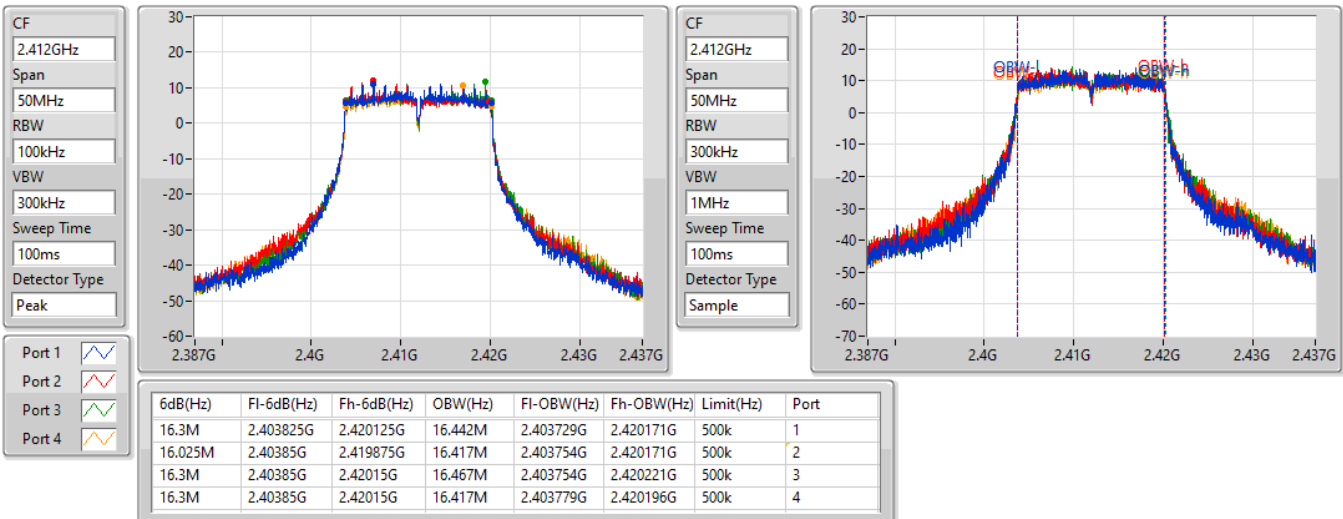 CF
2.412GHz
Span
50MHz
RBW
100kHz
VBW
300kHz
Sweep Time
100ms
Detector Type
Peak
30
20
10
0
-10
-20
-30
-40
-50
-60
2.387G 2.4G 2.41G 2.42G 2.43G 2.437G
CF
2.412GHz
Span
50MHz
RBW
300kHz
VBW
1MHz
Sweep Time
100ms
Detector Type
Sample
30
20
10
0
-10
-20
-30
-40
-50
-60
-70
OBW-l OBW-h
OBW-h
2.387G 2.4G 2.41G 2.42G 2.43G 2.437G
Port 1
Port 2
Port 3
Port 4
6dB(Hz) Fl-6dB(Hz) Fh-6dB(Hz) OBW(Hz) Fl-OBW(Hz) Fh-OBW(Hz) Limit(Hz) Port
16.3M 2.403825G 2.420125G 16.442M 2.403729G 2.420171G 500k 1
16.025M 2.40385G 2.419875G 16.417M 2.403754G 2.420171G 500k 2
16.3M 2.40385G 2.42015G 16.467M 2.403754G 2.420221G 500k 3
16.3M 2.40385G 2.42015G 16.417M 2.403779G 2.420196G 500k 4